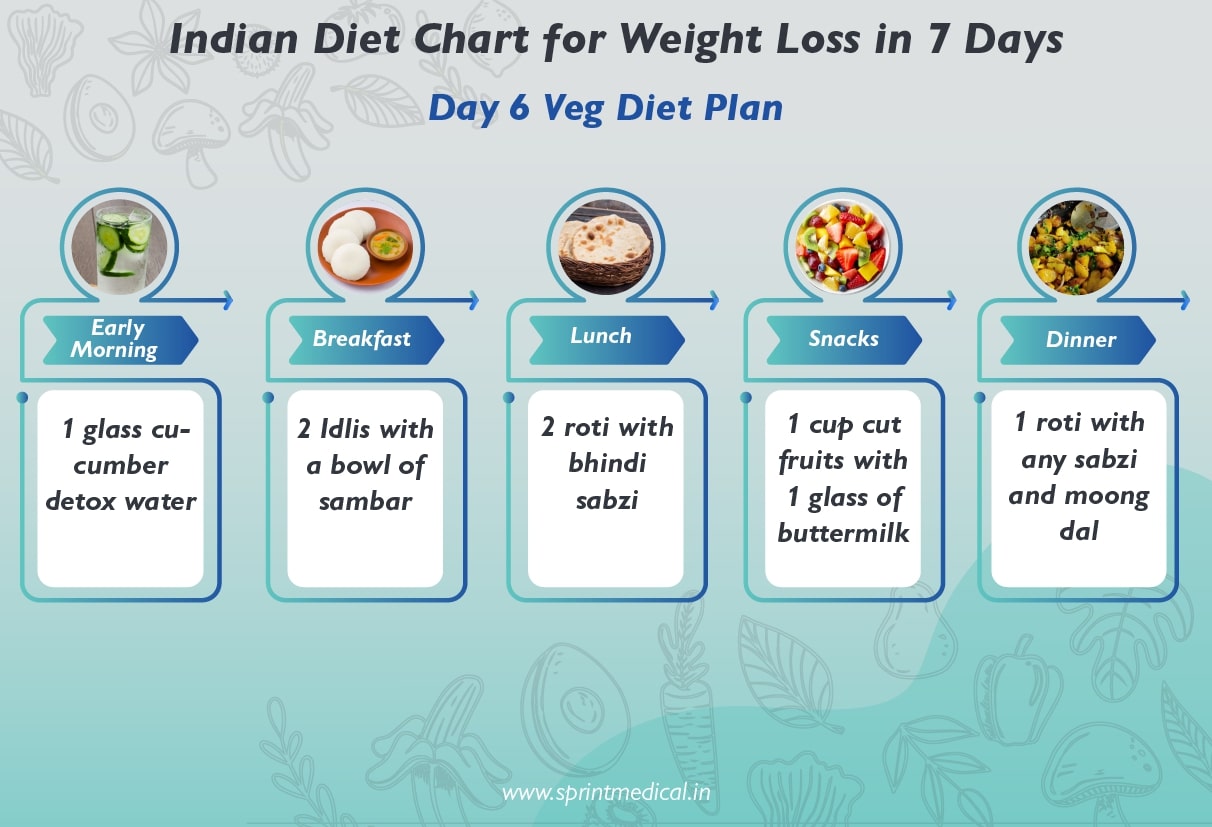 Indian Diet Chart for Weight Loss in 7 Days
Day 6 Veg Diet Plan
Early
Morning
1 glass cu-
cumber
detox water
Breakfast
2 Idlis with
a bowl of
sambar
Lunch
2 roti with
bhindi
sabzi
Snacks
1 cup cut
fruits with
1 glass of
buttermilk
Dinner
1 roti with
any sabzi
and moong
dal
www.sprintmedical.in